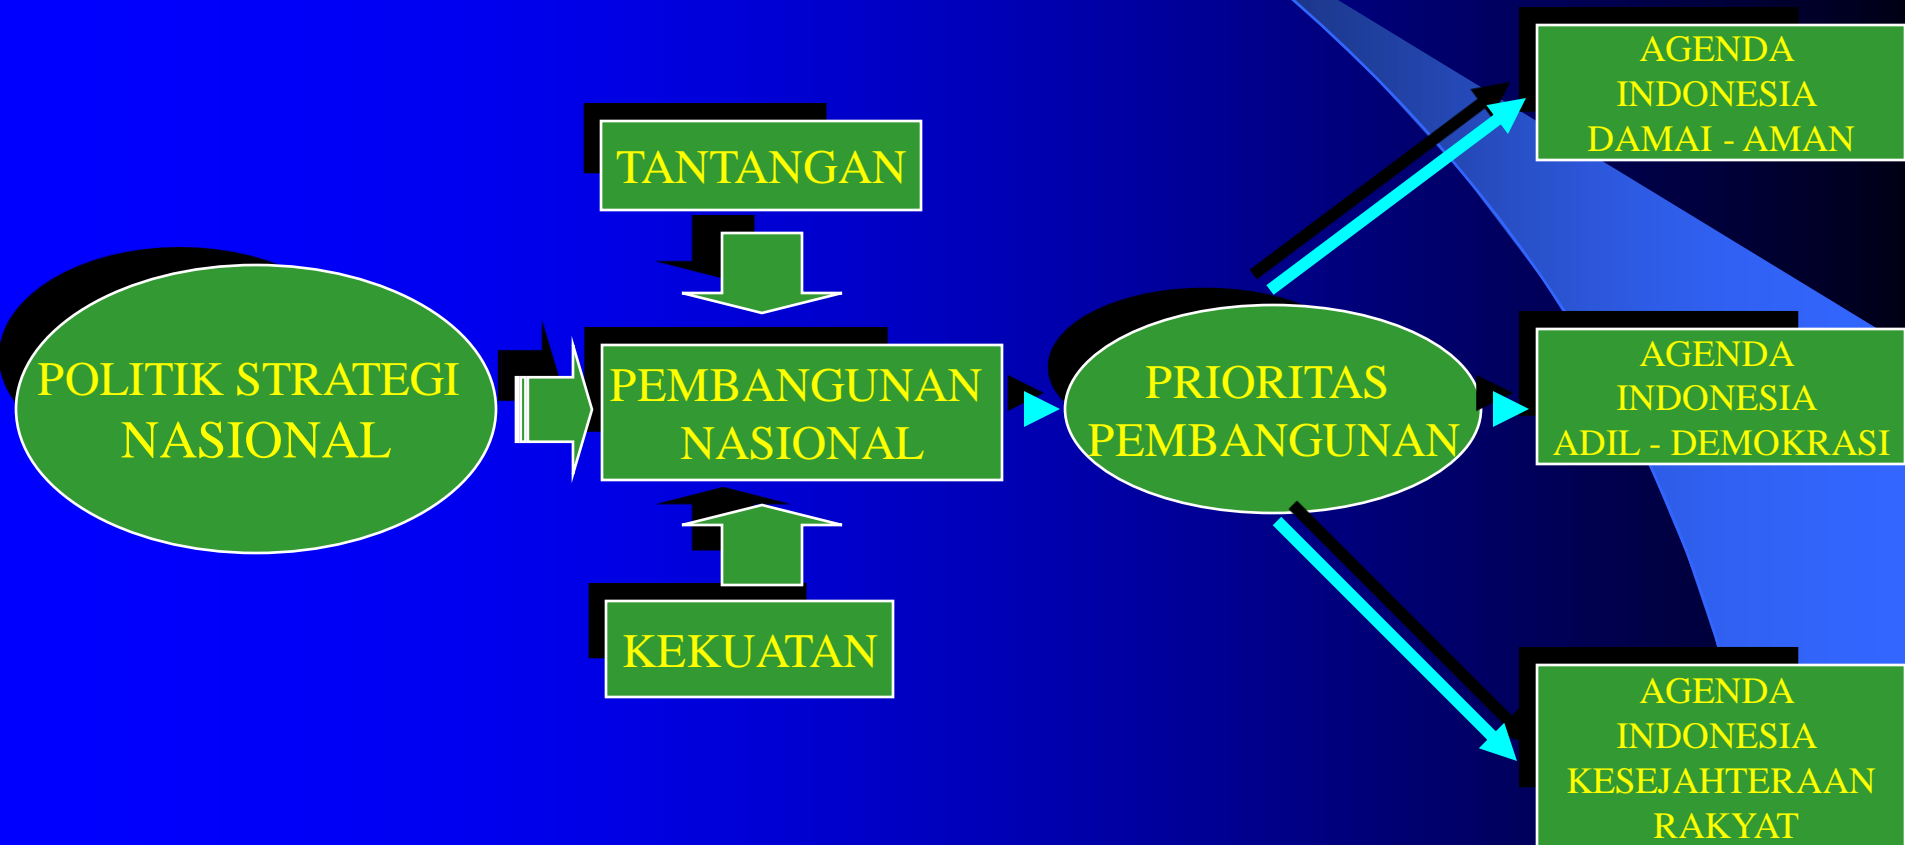 TANTANGAN
POLITIK STRATEGI
NASIONAL
PEMBANGUNAN
NASIONAL
KEKUATAN
PRIORITAS
PEMBANGUNAN
AGENDA
INDONESIA
DAMAI - AMAN
AGENDA
INDONESIA
ADIL - DEMOKRASI
AGENDA
INDONESIA
KESEJAHTERAAN
RAKYAT